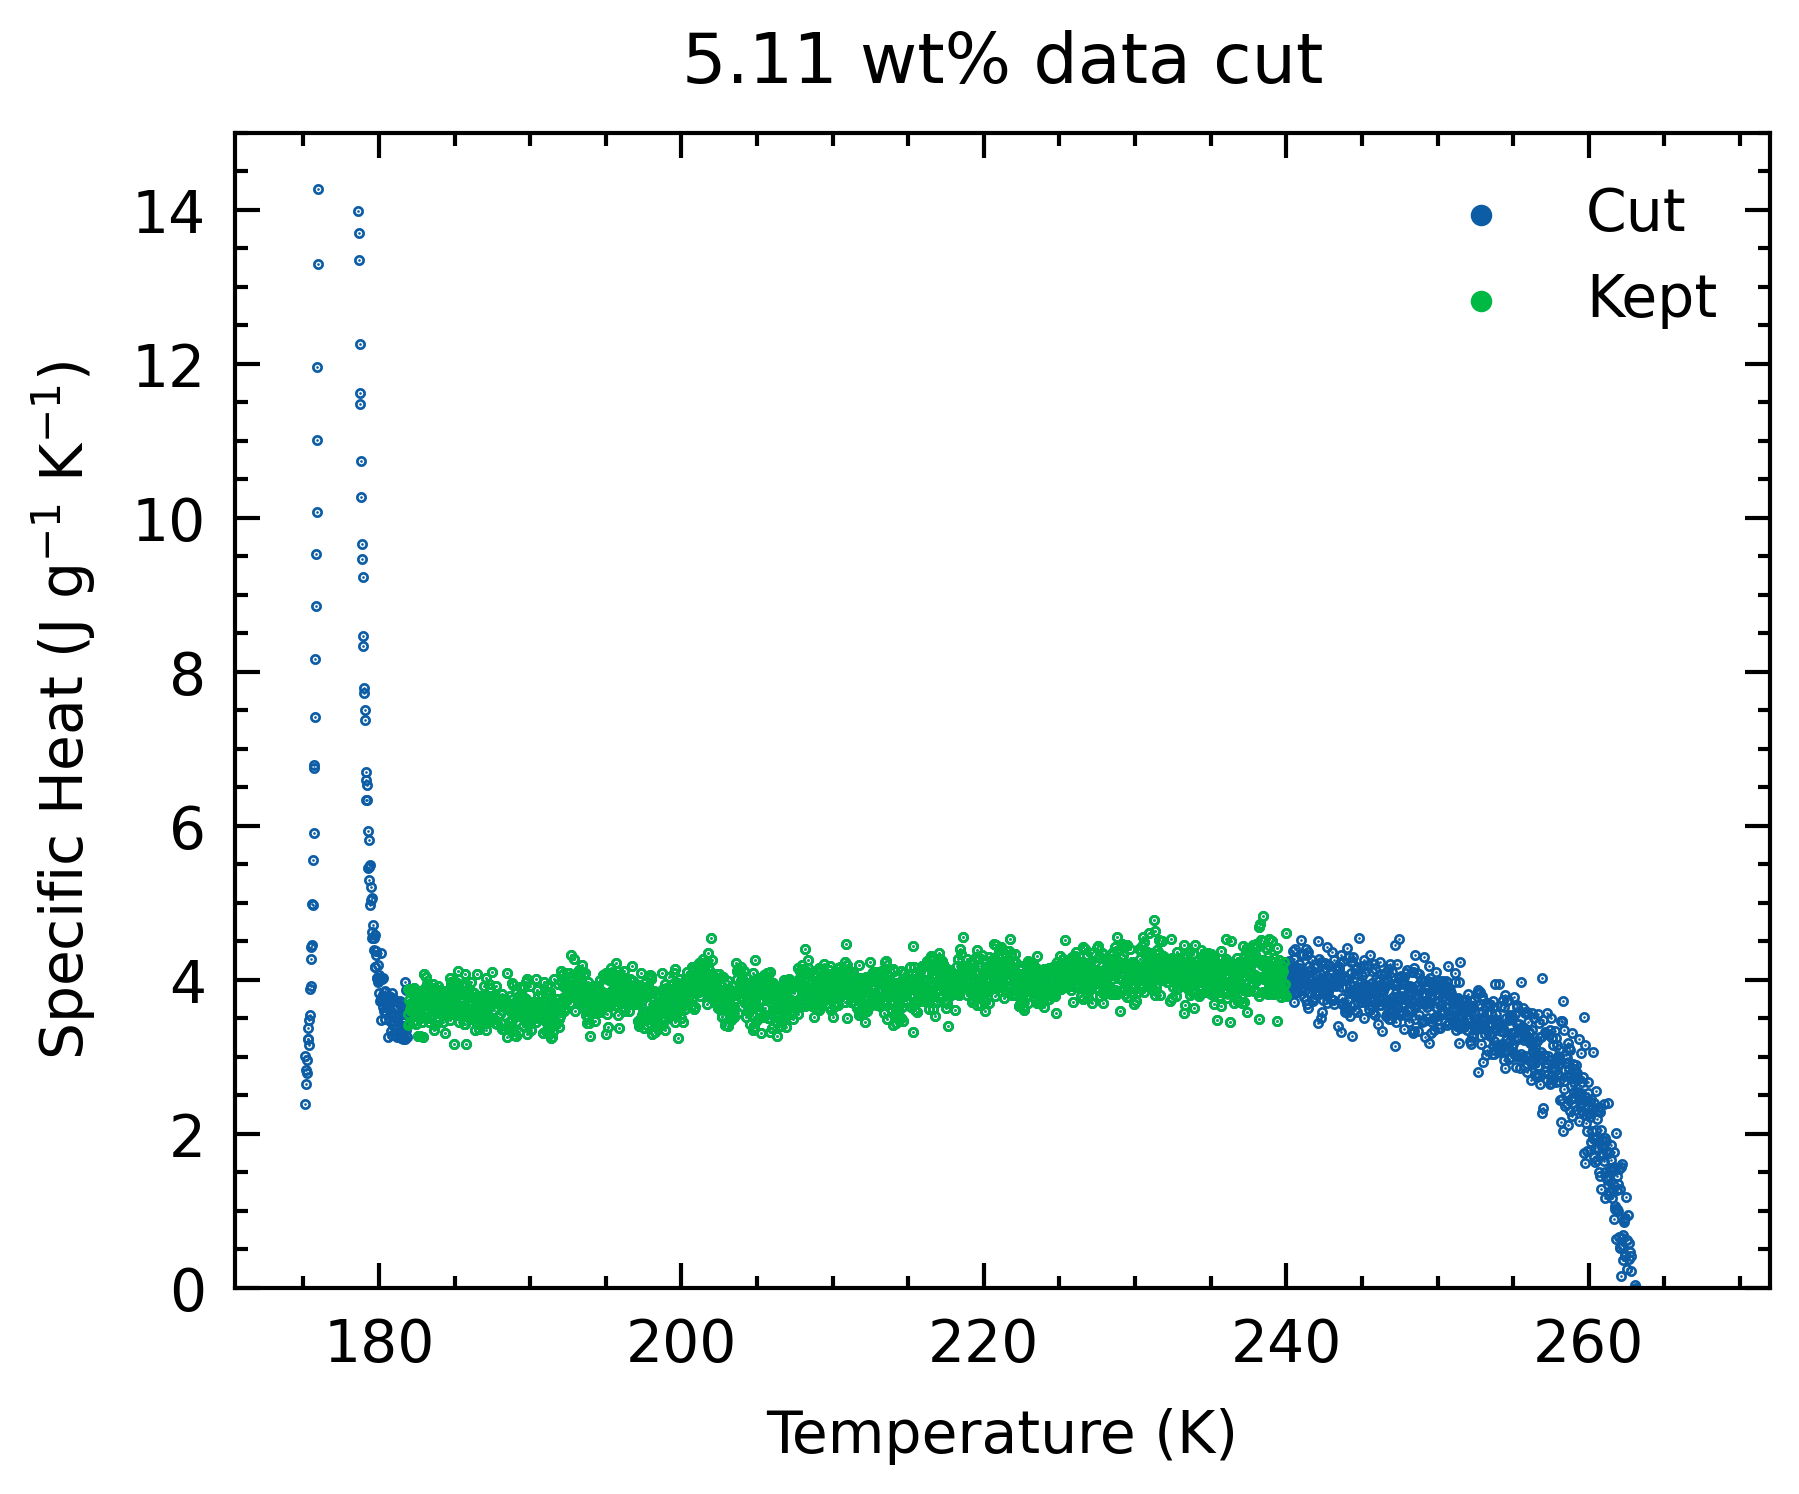 5.11 wt% data cut
Cut
Kept
14
12
10
8
6
4
2
0
Specific Heat (J g⁻¹ K⁻¹)
180 200 220 240 260
Temperature (K)